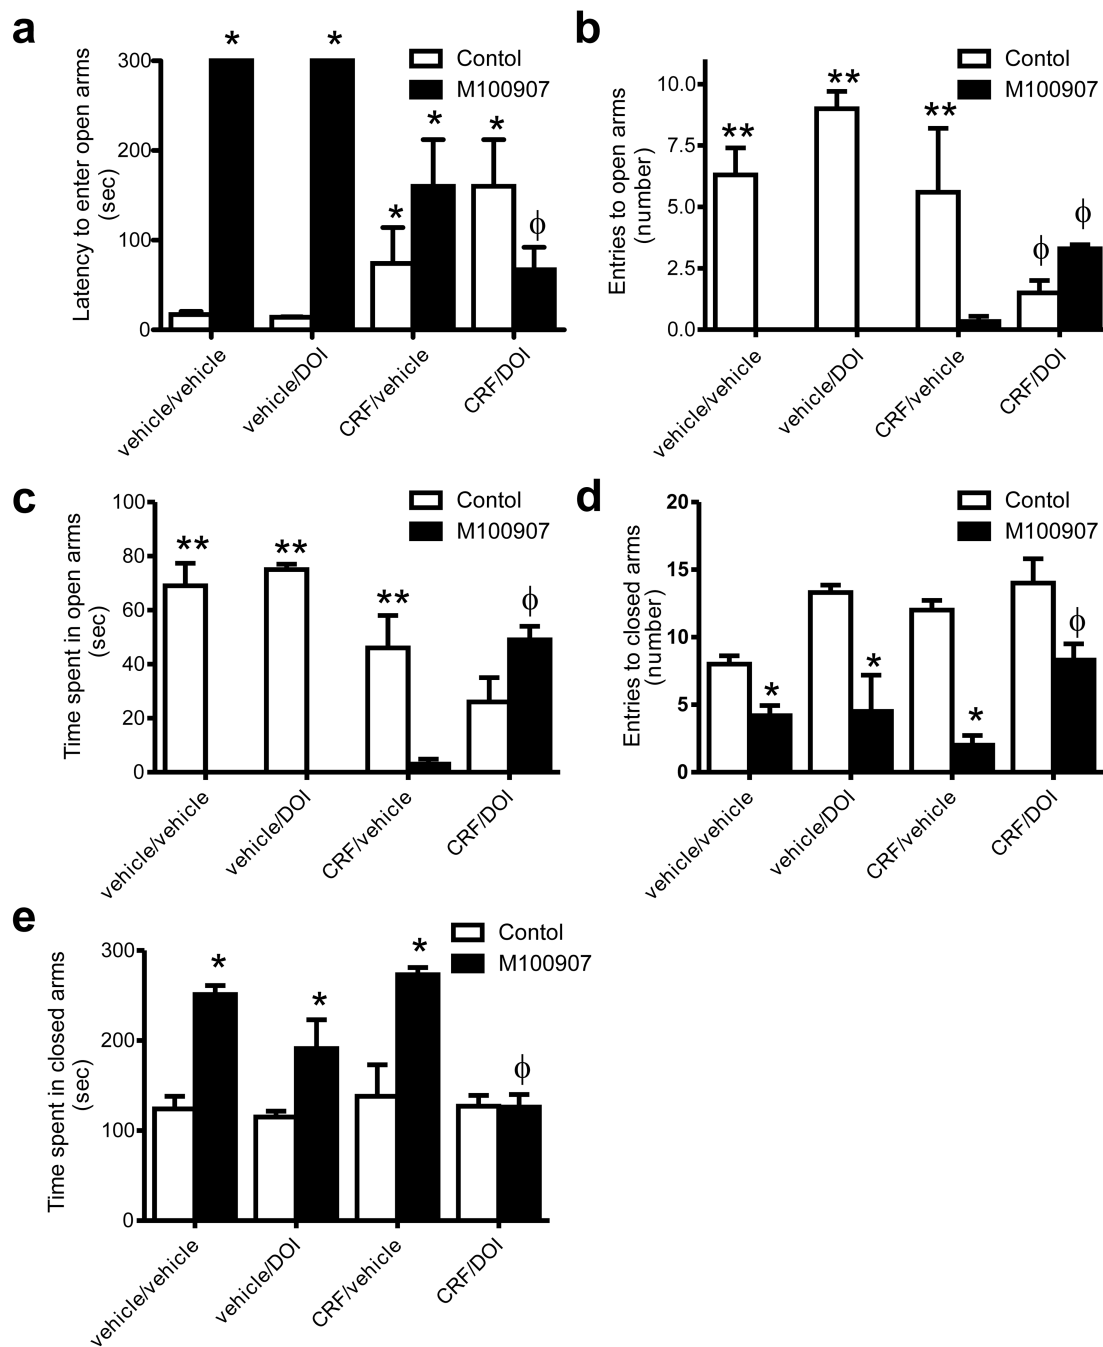 a
Latency to enter open arms
(sec)
300
200
100
0
* * * * * * ϕ
Contol
M100907
vehicle/vehicle
vehicle/DOI
CRF/vehicle
CRF/DOI
b
Entries to open arms
(number)
10.0
7.5
5.0
2.5
0.0
** ** ** ϕ ϕ
Contol
M100907
vehicle/vehicle
vehicle/DOI
CRF/vehicle
CRF/DOI
c
Time spent in open arms
(sec)
100
80
60
40
20
0
** ** ** ϕ
Contol
M100907
vehicle/vehicle
vehicle/DOI
CRF/vehicle
CRF/DOI
d
Entries to closed arms
(number)
20
15
10
5
0
* * * ϕ
Contol
M100907
vehicle/vehicle
vehicle/DOI
CRF/vehicle
CRF/DOI
e
Time spent in closed arms
(sec)
300
200
100
0
* * * ϕ
Contol
M100907
vehicle/vehicle
vehicle/DOI
CRF/vehicle
CRF/DOI